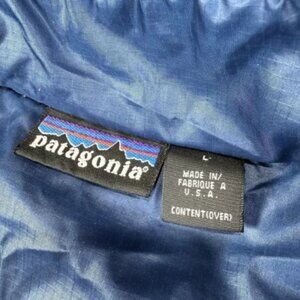 patagonia®
L
MADE IN/
FABRIQUE A
U.S.A.
CONTENT(OVER)